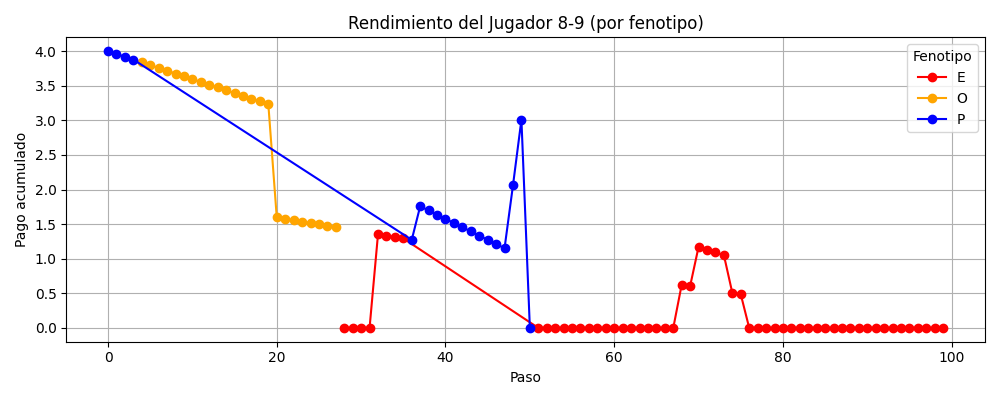 Rendimiento del Jugador 8-9 (por fenotipo)
Pago acumulado
4.0
3.5
3.0
2.5
2.0
1.5
1.0
0.5
0.0
Fenotipo
E
O
P
0 20 40 60 80 100
Paso